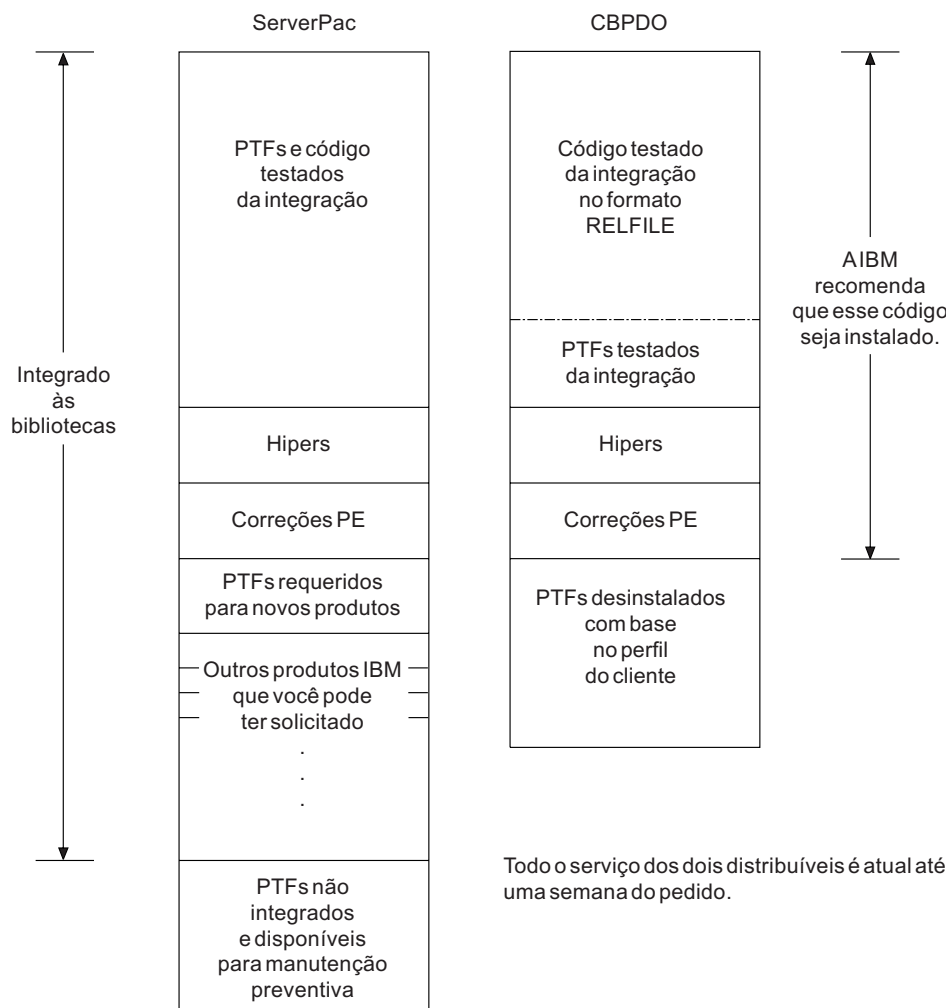 ServerPac
CBPDO
PTFs e código
testados
da integração
Código testado
da integração
no formato
RELFILE
A IBM
recomenda
que esse código
seja instalado.
PTFs testados
da integração
Integrado
às
bibliotecas
Hipers
Hipers
Correções PE
Correções PE
PTFs requeridos
para novos produtos
PTFs desinstalados
com base
no perfil
do cliente
Outros produtos IBM
que você pode
ter solicitado
.
.
.
Todo o serviço dos dois distribuíveis é atual até
uma semana do pedido.
PTFs não
integrados
e disponíveis
para manutenção
preventiva